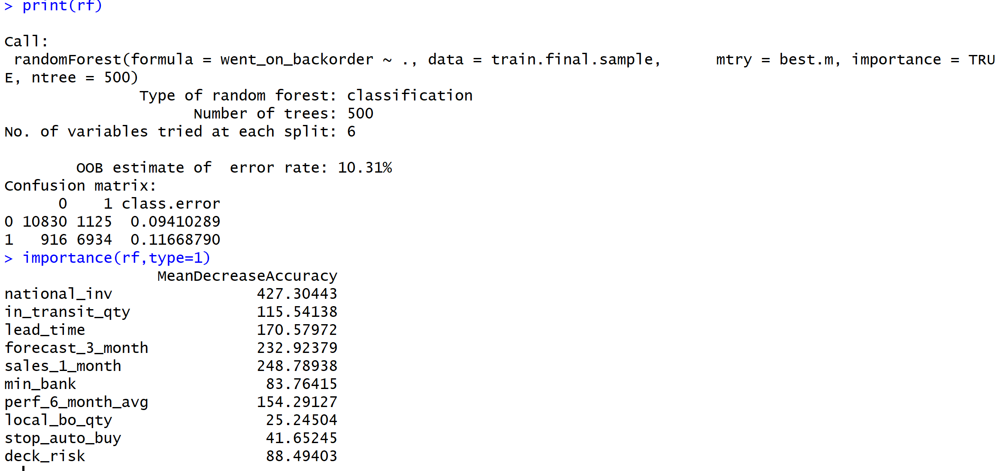 > print(rf)
Call:
 randomForest(formula = went_on_backorder ~ ., data = train.final.sample,      mtry = best.m, importance = TRU
E, ntree = 500)
               Type of random forest: classification
                     Number of trees: 500
No. of variables tried at each split: 6
        OOB estimate of  error rate: 10.31%
Confusion matrix:
      0    1 class.error
0 10830 1125  0.09410289
1   916 6934  0.11668790
> importance(rf,type=1)
                 MeanDecreaseAccuracy
national_inv                427.30443
in_transit_qty              115.54138
lead_time                   170.57972
forecast_3_month            232.92379
sales_1_month               248.78938
min_bank                     83.76415
perf_6_month_avg            154.29127
local_bo_qty                 25.24504
stop_auto_buy                41.65245
deck_risk                    88.49403